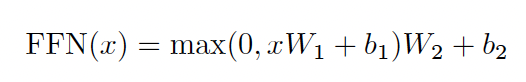 FFN(x) = max(0, xW₁ + b₁)W₂ + b₂